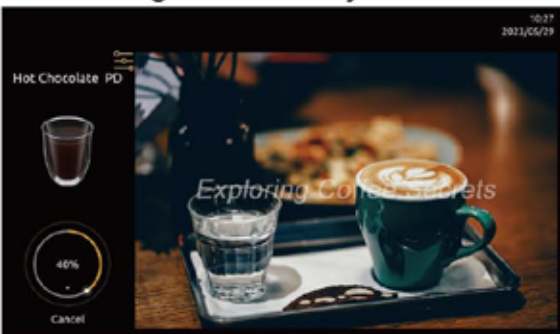 10:27
2021/05/29
Hot Chocolate PD
Exploring Coffee Secrets
40%
Cancel